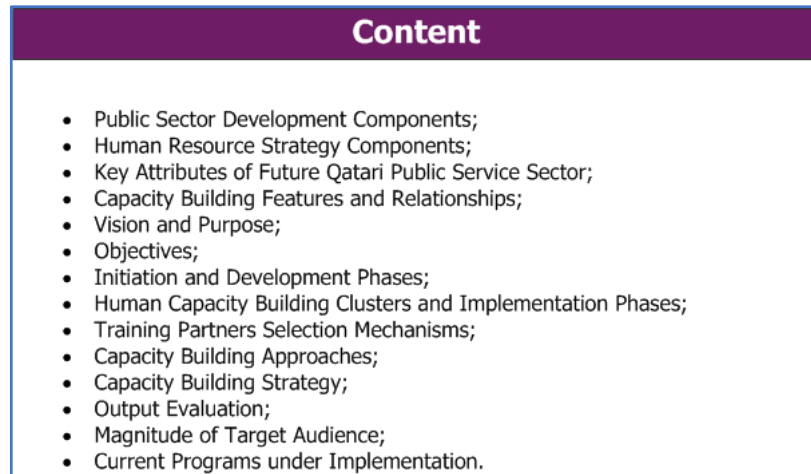 Content
• Public Sector Development Components;
• Human Resource Strategy Components;
• Key Attributes of Future Qatari Public Service Sector;
• Capacity Building Features and Relationships;
• Vision and Purpose;
• Objectives;
• Initiation and Development Phases;
• Human Capacity Building Clusters and Implementation Phases;
• Training Partners Selection Mechanisms;
• Capacity Building Approaches;
• Capacity Building Strategy;
• Output Evaluation;
• Magnitude of Target Audience;
• Current Programs under Implementation.